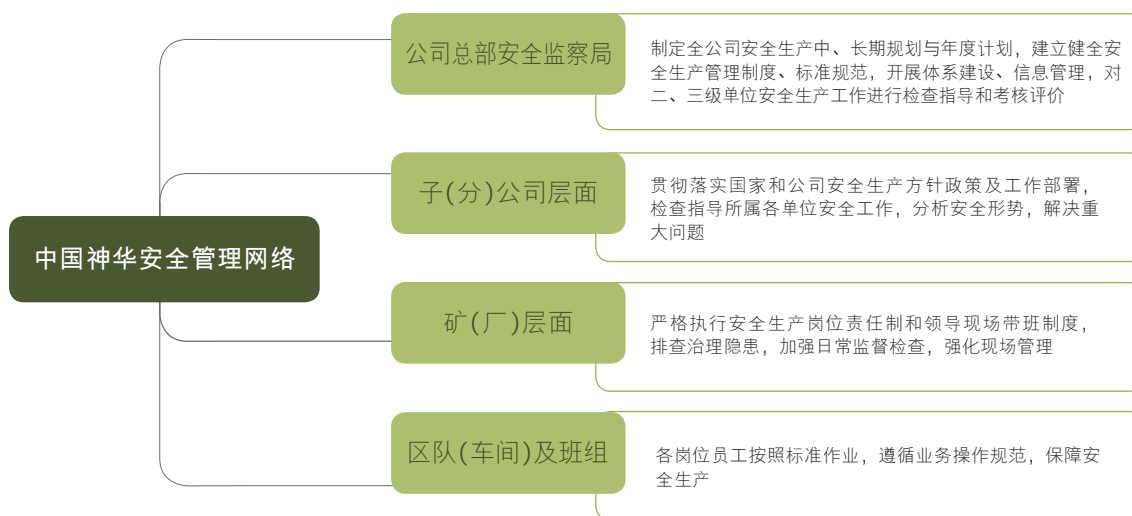 公司总部安全监察局
制定全公司安全生产中、长期规划与年度计划，建立健全安
全生产管理制度、标准规范，开展体系建设、信息管理，对
二、三级单位安全生产工作进行检查指导和考核评价
子(分)公司层面
贯彻落实国家和公司安全生产方针政策及工作部署，
检查指导所属各单位安全工作，分析安全形势，解决重
大问题
中国神华安全管理网络
矿(厂)层面
严格执行安全生产岗位责任制和领导现场带班制度，
排查治理隐患，加强日常监督检查，强化现场管理
区队(车间)及班组
各岗位员工按照标准作业，遵循业务操作规范，保障安
全生产